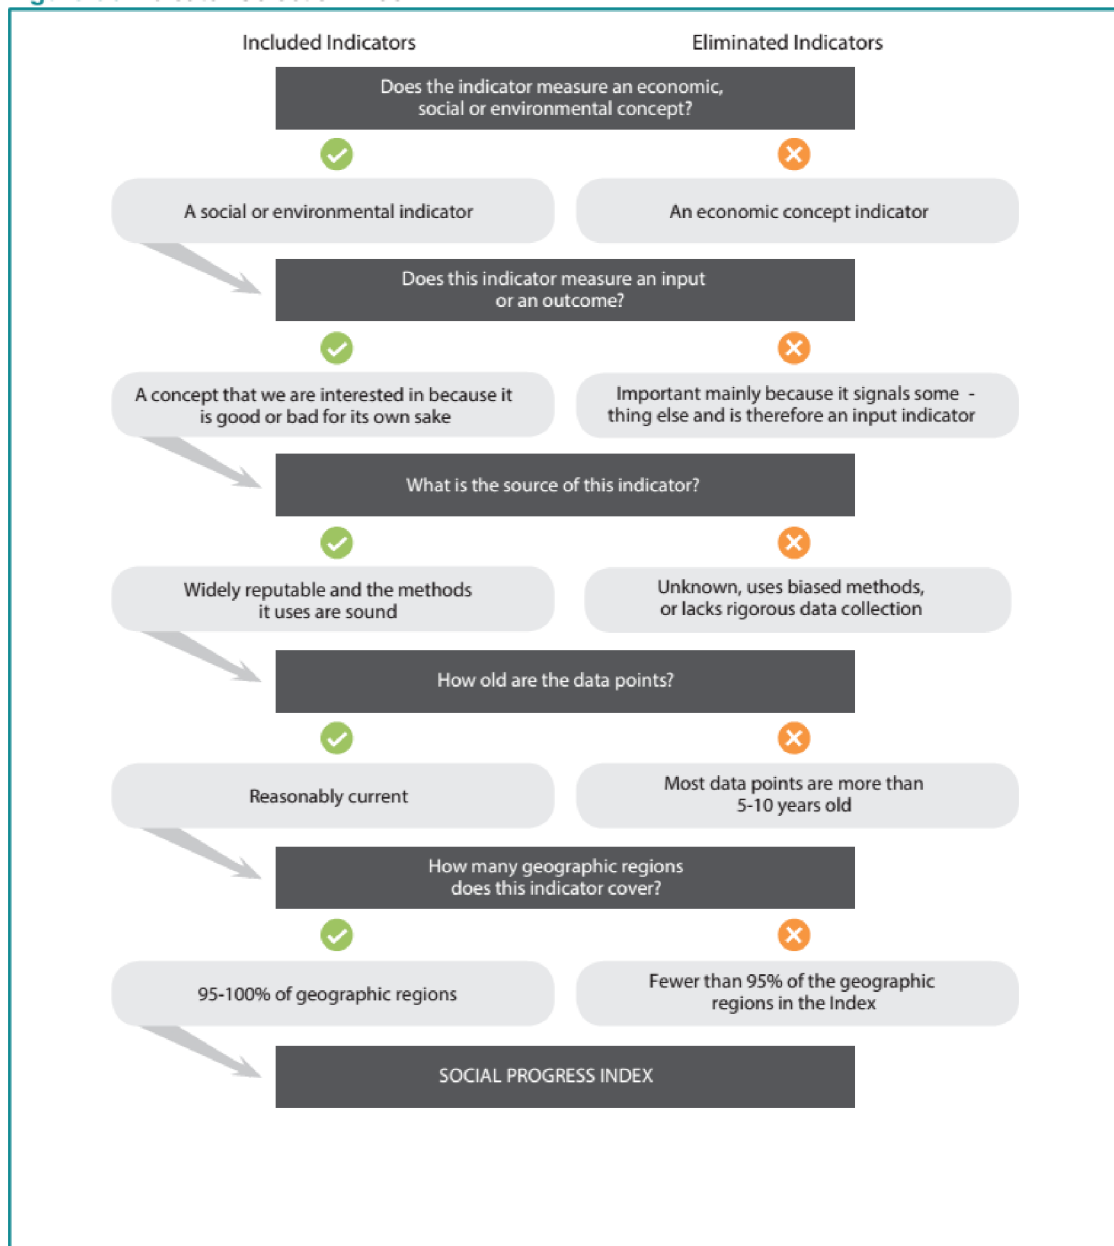 Included Indicators
Eliminated Indicators
Does the indicator measure an economic,
social or environmental concept?
A social or environmental indicator
An economic concept indicator
Does this indicator measure an input
or an outcome?
A concept that we are interested in because it
is good or bad for its own sake
Important mainly because it signals some -
thing else and is therefore an input indicator
What is the source of this indicator?
Widely reputable and the methods
it uses are sound
Unknown, uses biased methods,
or lacks rigorous data collection
How old are the data points?
Reasonably current
Most data points are more than
5-10 years old
How many geographic regions
does this indicator cover?
95-100% of geographic regions
Fewer than 95% of the geographic
regions in the Index
SOCIAL PROGRESS INDEX